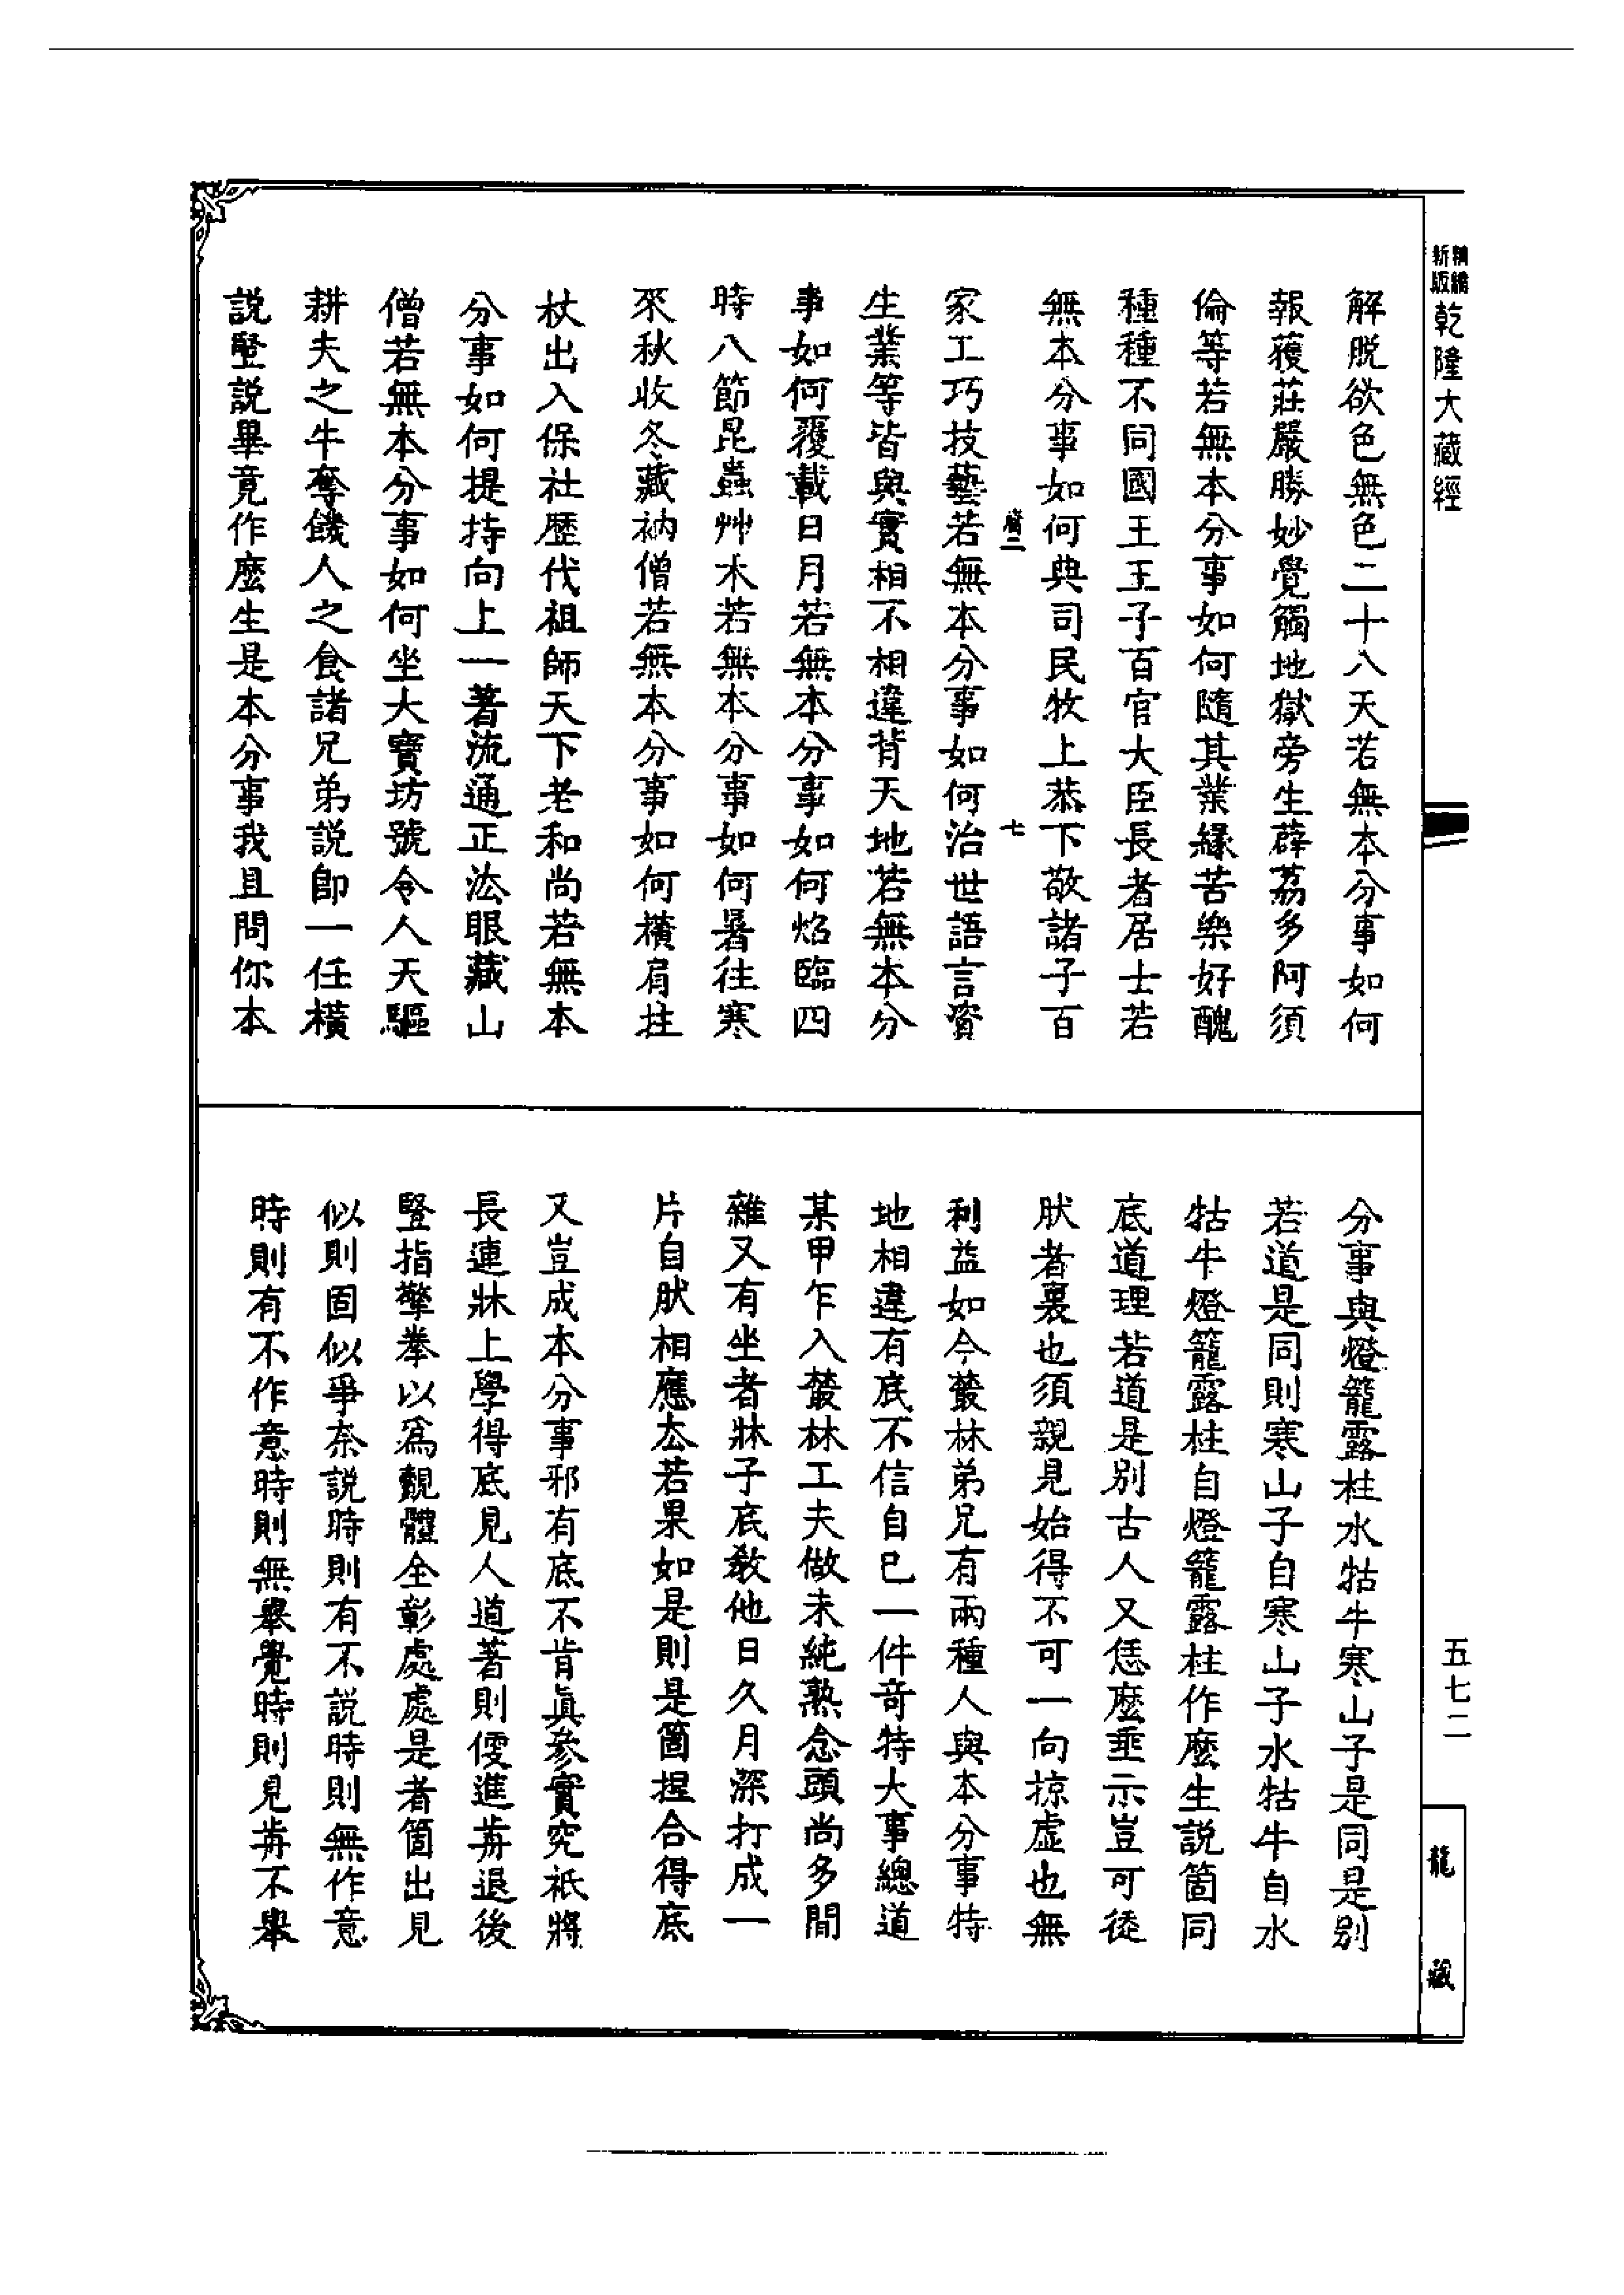 精鐫新版乾隆大藏經
解脱欲色無色二十八天若無本分事如何
報䕶莊嚴勝妙覺觸地獄旁生薜荔多阿須
倫等若無本分事如何隨其業緣苦樂好醜
種種不同國王王子百官大臣長者居士若
無本分事如何典司民牧上恭下敬諸子百
七
家工巧技藝若無本分事如何治世語言資
生業等皆與實相不相違背天地若無本分
事如何覆載日月若無本分事如何焰臨四
時八節昆蟲艸木若無本分事如何暑往寒
來秋收冬藏衲僧若無本分事如何橫肩拄
杖出入保社歷代祖師天下老和尚若無本
分事如何提持向上一著流通正法眼藏山
僧若無本分事如何坐大寶坊號令人天驅
耕夫之牛奪饑人之食諸兄弟說即一任橫
説竪説畢竟作麼生是本分事我且問你本
分事與燈籠露柱水牯牛寒山子是同是别
若道是同則寒山子自寒山子水牯牛自水
牯牛燈籠露柱自燈籠露柱作麼生説箇同
底道理若道是别古人又恁麼垂示豈可徒
肰者裏也須親見始得不可一向掠虛也無
利益如今叢林弟兄有兩種人與本分事特
地相違有底不信自己一件奇特大事總道
某甲乍入叢林工夫做未純熟念頭尚多間
雜又有坐者牀子底教他日久月深打成一
片自肰相應去若果如是則是箇捏合得底
又豈成本分事邪有底不肯眞參實究祇將
長連牀上學得底見人道著則便進前退後
豎指擎拳以爲覿體全彰處處是者箇出見
似則固似爭奈説時則有不説時則無作意
時則有不作意時則無舉覺時則見前不舉
五七二
龍藏